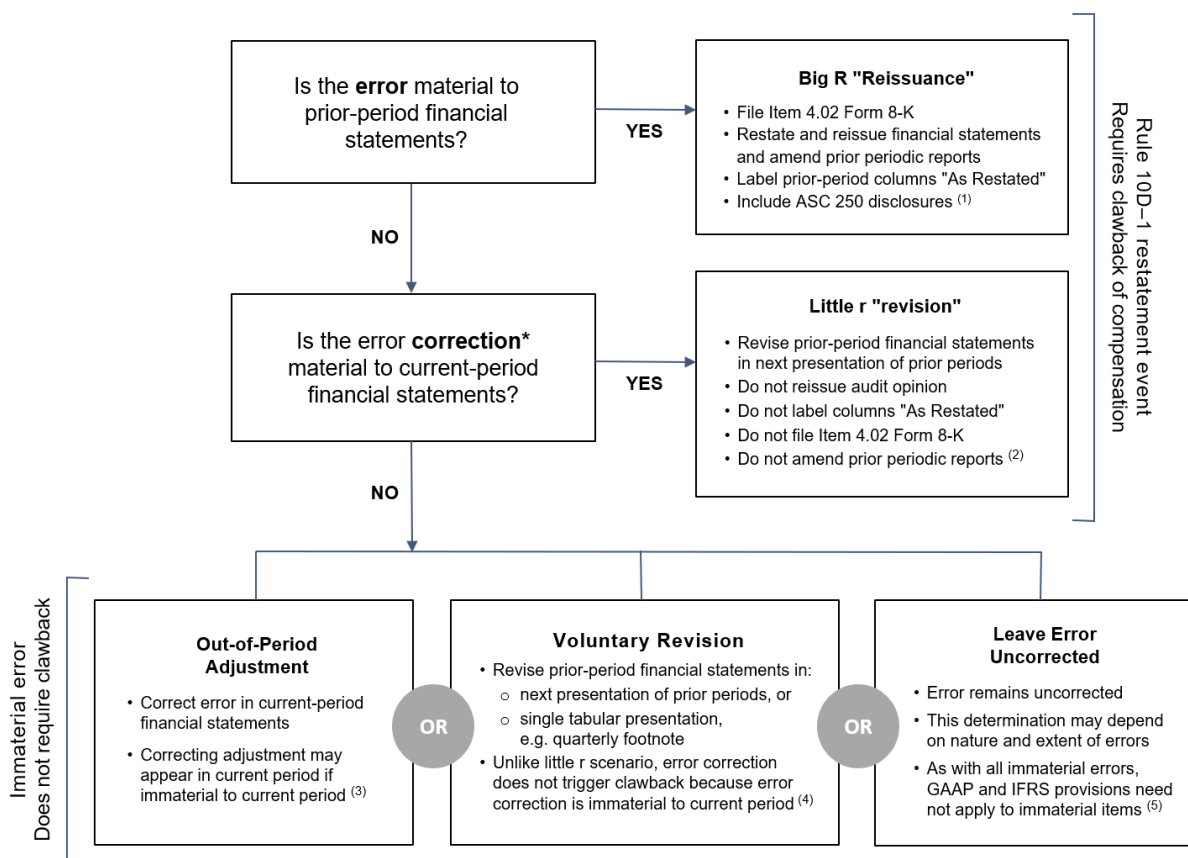 Is the error material to
prior-period financial
statements?
YES
Big R "Reissuance"
• File Item 4.02 Form 8-K
• Restate and reissue financial statements
and amend prior periodic reports
• Label prior-period columns "As Restated"
• Include ASC 250 disclosures (1)
NO
Is the error correction*
material to current-period
financial statements?
YES
Little r "revision"
• Revise prior-period financial statements
in next presentation of prior periods
• Do not reissue audit opinion
• Do not label columns "As Restated"
• Do not file Item 4.02 Form 8-K
• Do not amend prior periodic reports (2)
Rule 10D–1 restatement event
Requires clawback of compensation
NO
Immaterial error
Does not require clawback
Out-of-Period
Adjustment
• Correct error in current-period
financial statements
• Correcting adjustment may
appear in current period if
immaterial to current period (3)
OR
Voluntary Revision
• Revise prior-period financial statements in:
o next presentation of prior periods, or
o single tabular presentation,
e.g. quarterly footnote
• Unlike little r scenario, error correction
does not trigger clawback because error
correction is immaterial to current period (4)
OR
Leave Error
Uncorrected
• Error remains uncorrected
• This determination may depend
on nature and extent of errors
• As with all immaterial errors,
GAAP and IFRS provisions need
not apply to immaterial items (5)